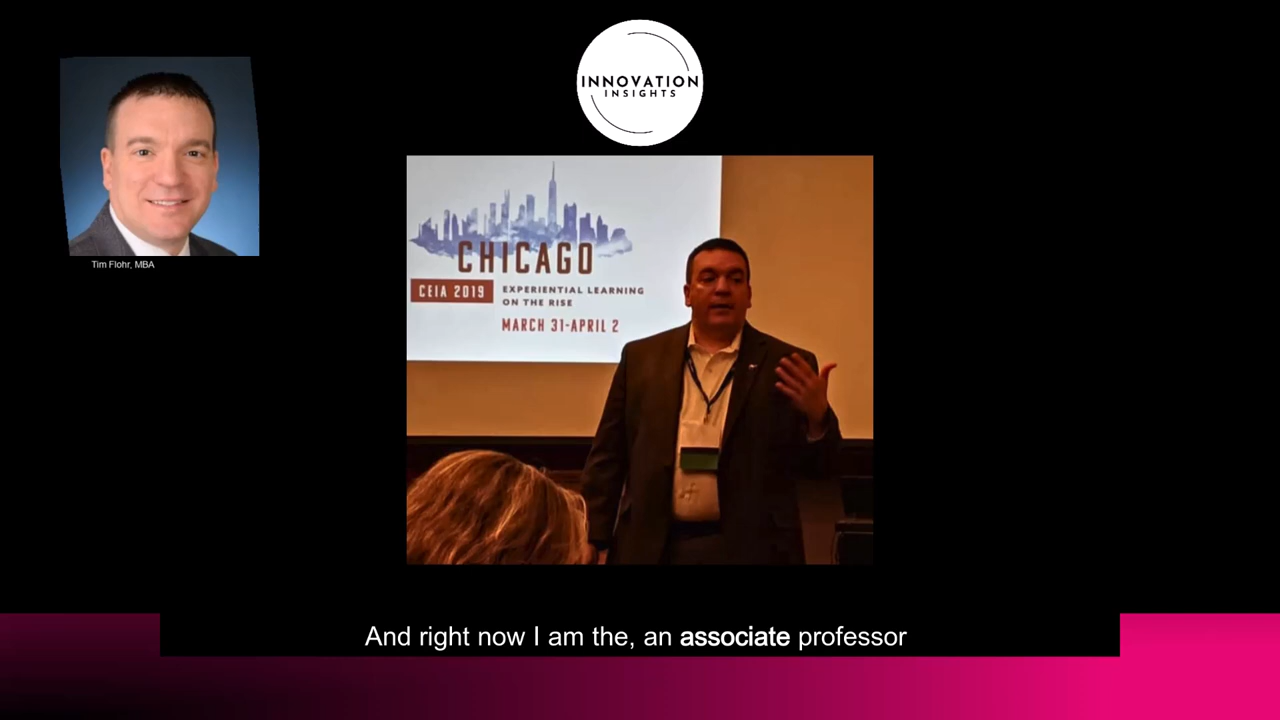 INNOVATION
INSIGHTS
Tim Flohr, MBA
CHICAGO
CEIA 2019
EXPERIENTIAL LEARNING
ON THE RISE
MARCH 31-APRIL 2
And right now I am the, an associate professor